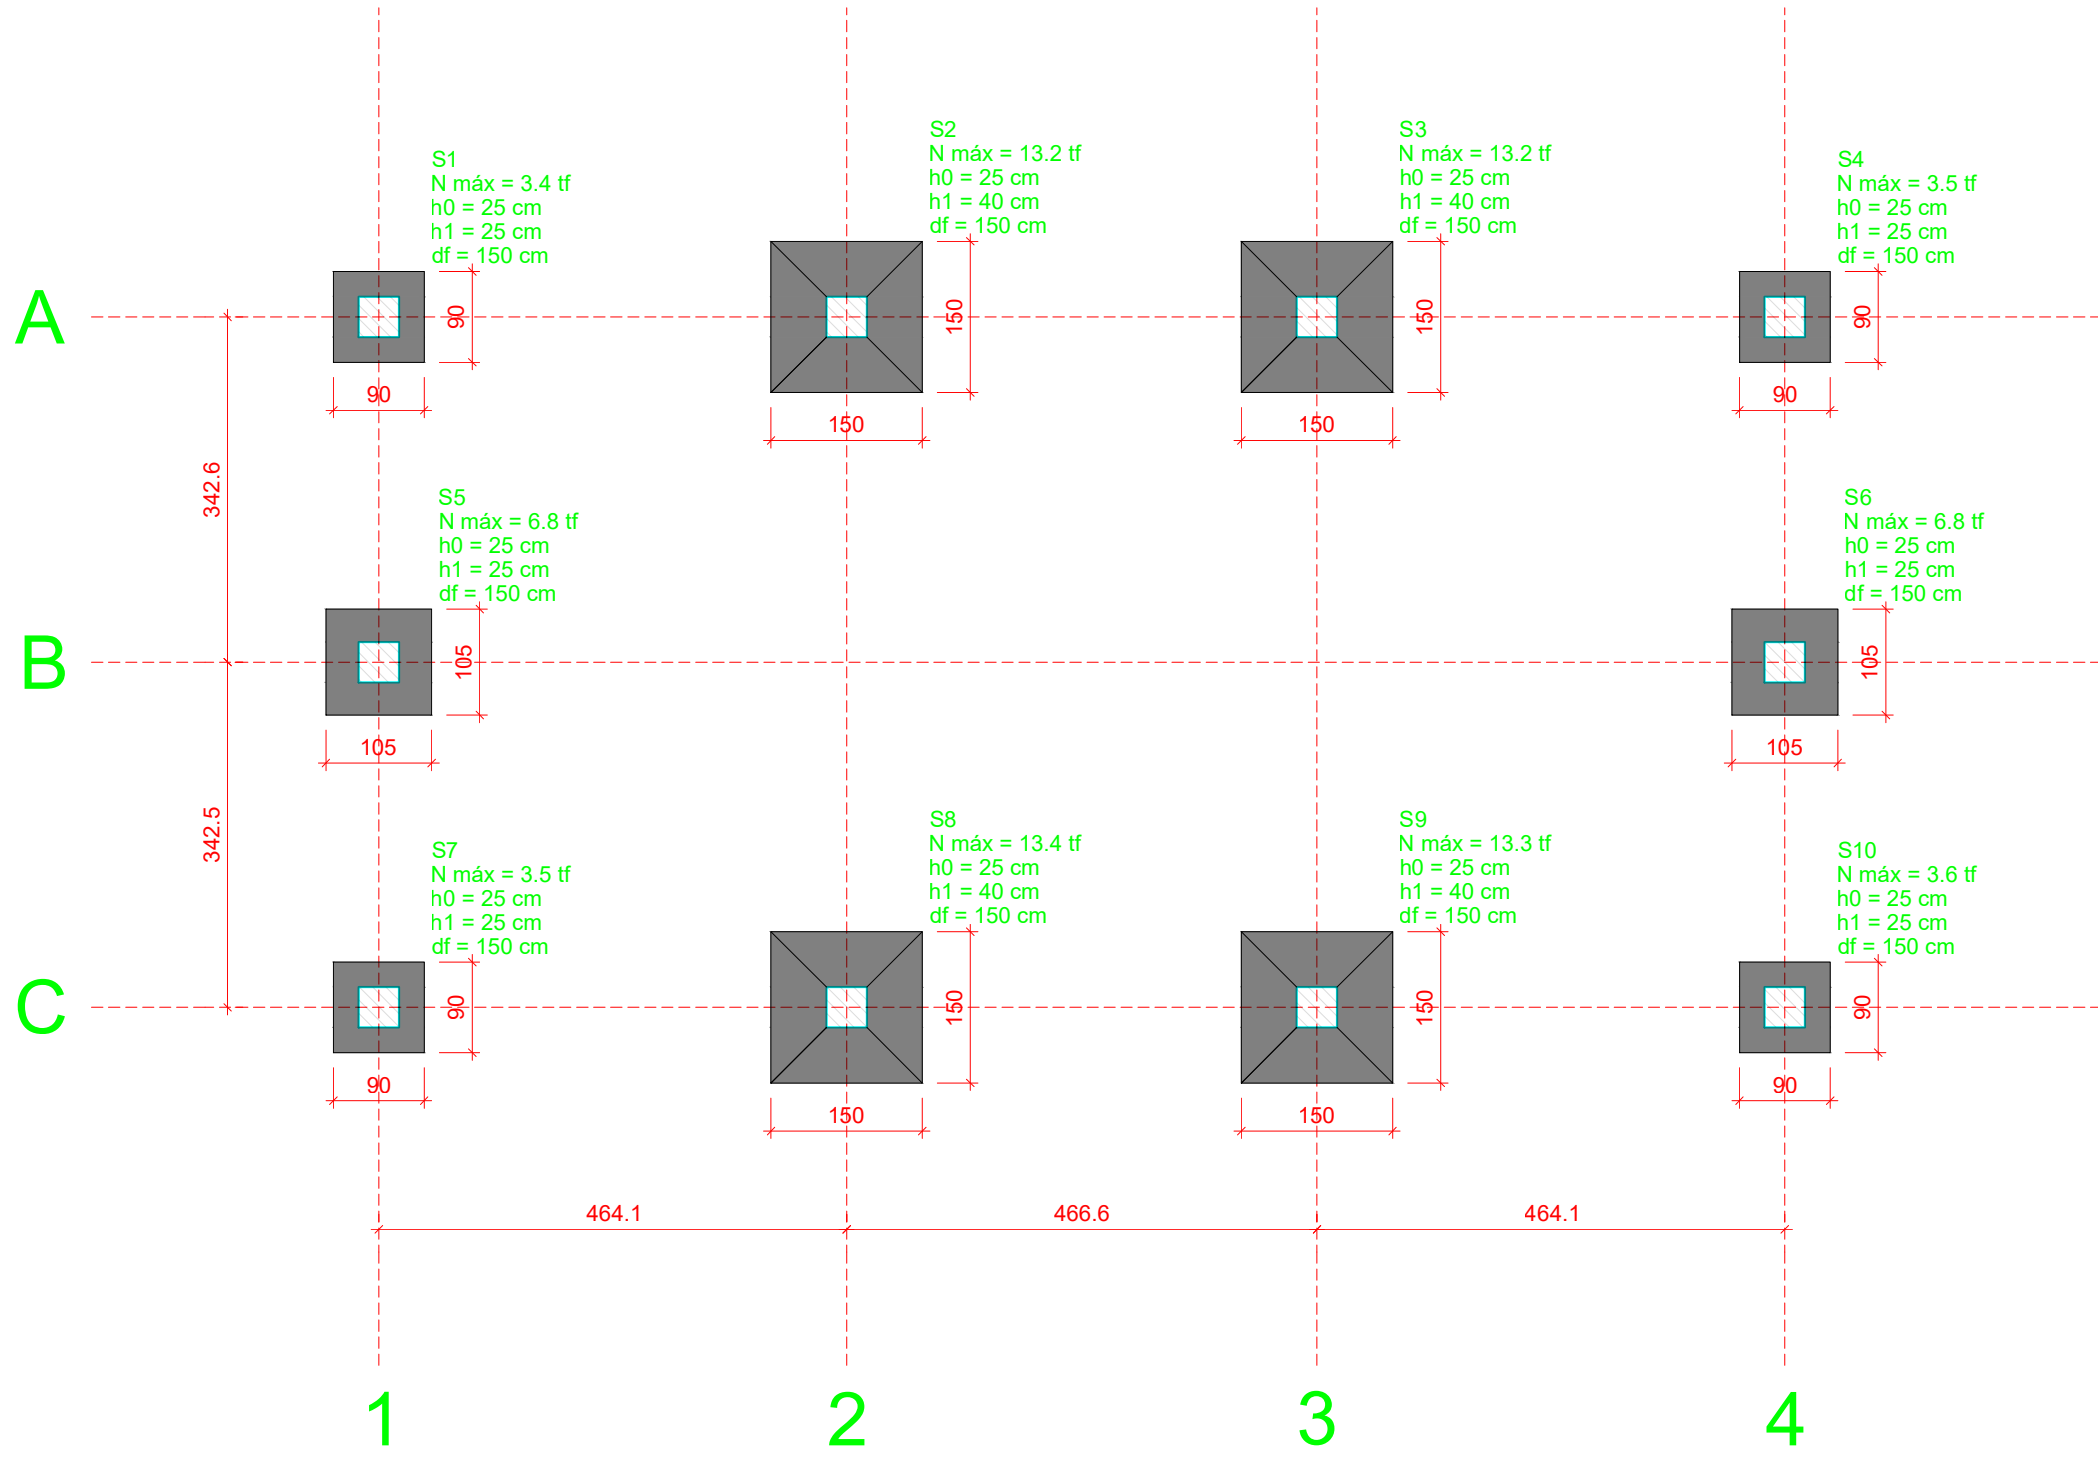 S1
N máx = 3.4 tf
h0 = 25 cm
h1 = 25 cm
df = 150 cm
S2
N máx = 13.2 tf
h0 = 25 cm
h1 = 40 cm
df = 150 cm
S3
N máx = 13.2 tf
h0 = 25 cm
h1 = 40 cm
df = 150 cm
S4
N máx = 3.5 tf
h0 = 25 cm
h1 = 25 cm
df = 150 cm
A
90
150
150
90
90
150
150
90
342.6
S5
N máx = 6.8 tf
h0 = 25 cm
h1 = 25 cm
df = 150 cm
S6
N máx = 6.8 tf
h0 = 25 cm
h1 = 25 cm
df = 150 cm
B
105
105
105
105
342.5
S7
N máx = 3.5 tf
h0 = 25 cm
h1 = 25 cm
df = 150 cm
S8
N máx = 13.4 tf
h0 = 25 cm
h1 = 40 cm
df = 150 cm
S9
N máx = 13.3 tf
h0 = 25 cm
h1 = 40 cm
df = 150 cm
S10
N máx = 3.6 tf
h0 = 25 cm
h1 = 25 cm
df = 150 cm
C
90
150
150
90
90
150
150
90
464.1
466.6
464.1
1
2
3
4